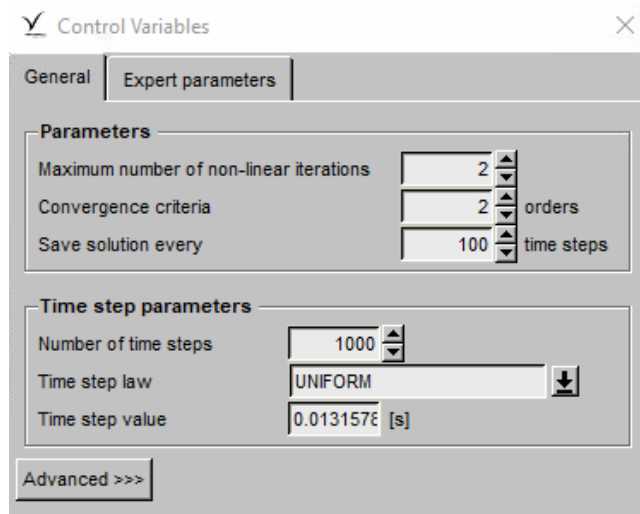 Control Variables
General Expert parameters
Parameters
Maximum number of non-linear iterations 2
Convergence criteria 2 orders
Save solution every 100 time steps
Time step parameters
Number of time steps 1000
Time step law UNIFORM
Time step value 0.0131578 [s]
Advanced >>>